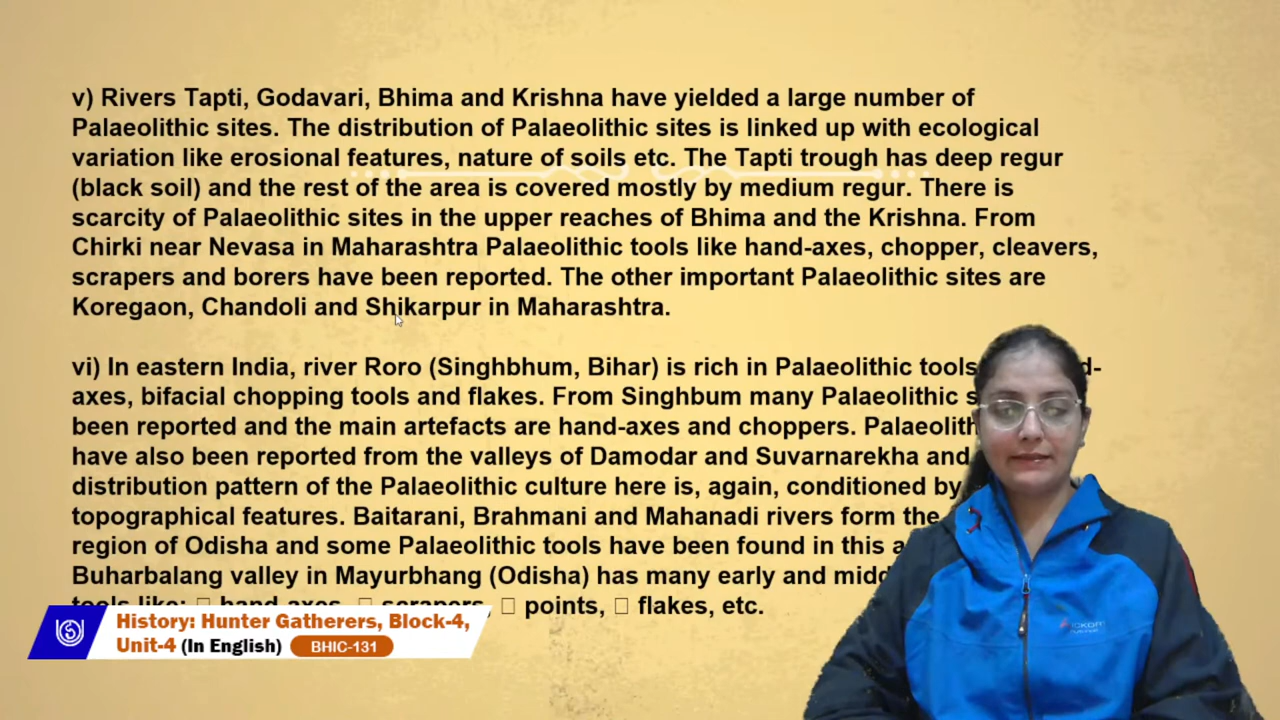 v) Rivers Tapti, Godavari, Bhima and Krishna have yielded a large number of
Palaeolithic sites. The distribution of Palaeolithic sites is linked up with ecological
variation like erosional features, nature of soils etc. The Tapti trough has deep regur
(black soil) and the rest of the area is covered mostly by medium regur. There is
scarcity of Palaeolithic sites in the upper reaches of Bhima and the Krishna. From
Chirki near Nevasa in Maharashtra Palaeolithic tools like hand-axes, chopper, cleavers,
scrapers and borers have been reported. The other important Palaeolithic sites are
Koregaon, Chandoli and Shikarpur in Maharashtra.
vi) In eastern India, river Roro (Singhbhum, Bihar) is rich in Palaeolithic tools
axes, bifacial chopping tools and flakes. From Singhbum many Palaeolithic
been reported and the main artefacts are hand-axes and choppers.
have also been reported from the valleys of Damodar and Suvarnarekha and
distribution pattern of the Palaeolithic culture here is, again, conditioned by
topographical features. Baitarani, Brahmani and Mahanadi rivers form the
region of Odisha and some Palaeolithic tools have been found in this
Buharbalang valley in Mayurbhang (Odisha) has many early and
tools like: hand-axes, scrapers, points, flakes, etc.
History: Hunter Gatherers, Block-4,
Unit-4 (In English) BHIC-131